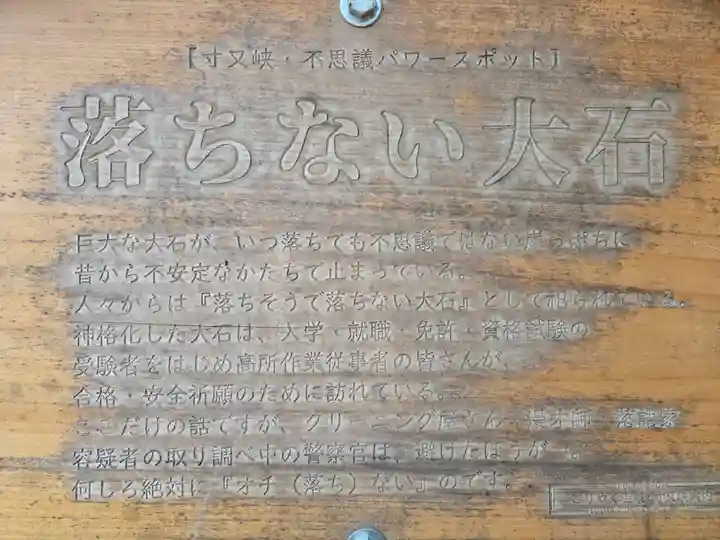 ［寸又峡・不思議パワースポット］
落ちない大石
巨大な大石が、いつ落ちても不思議ではない崖っぷちに
昔から不安定なかたちで止まっている。
人々からは『落ちそうで落ちない大石』として祀られている。
神格化した大石は、入学・就職・免許・資格試験の
受験者をはじめ高所作業従事者の皆さんが、
合格・安全祈願のために訪れている。
ここだけの話ですが、クリーニング屋さん、漫才師、落語家
容疑者の取り調べ中の警察官は、避けたほうが
何しろ絶対に『オチ（落ち）ない』のです。